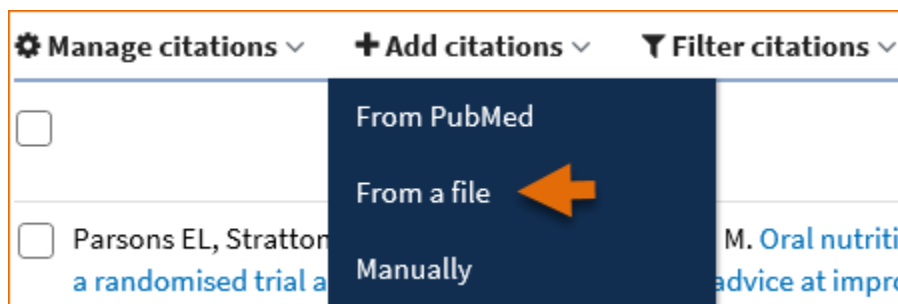 Manage citations
Add citations
Filter citations
From PubMed
From a file
Parsons EL, Stratton
M. Oral nutriti
a randomised trial a
advice at impro
Manually